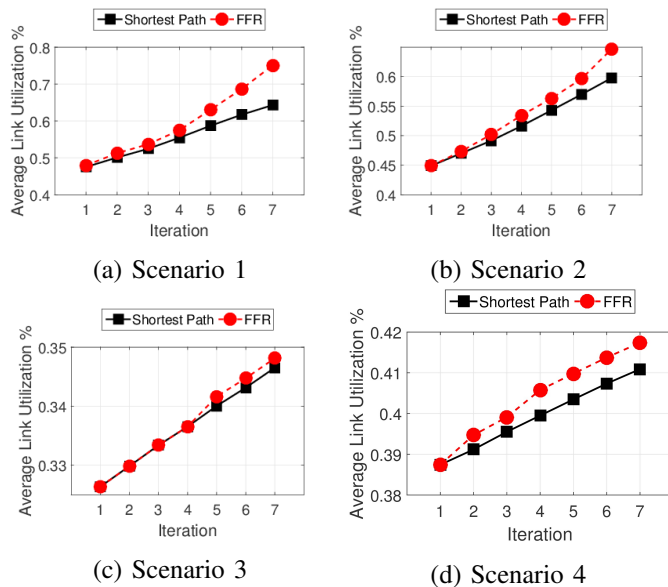 Shortest Path FFR
Average Link Utilization %
0.8
0.7
0.6
0.5
0.4
1 2 3 4 5 6 7
Iteration
(a) Scenario 1
Shortest Path FFR
Average Link Utilization %
0.6
0.55
0.5
0.45
0.4
1 2 3 4 5 6 7
Iteration
(b) Scenario 2
Shortest Path FFR
Average Link Utilization %
0.35
0.34
0.33
1 2 3 4 5 6 7
Iteration
(c) Scenario 3
Shortest Path FFR
Average Link Utilization %
0.42
0.41
0.4
0.39
0.38
1 2 3 4 5 6 7
Iteration
(d) Scenario 4